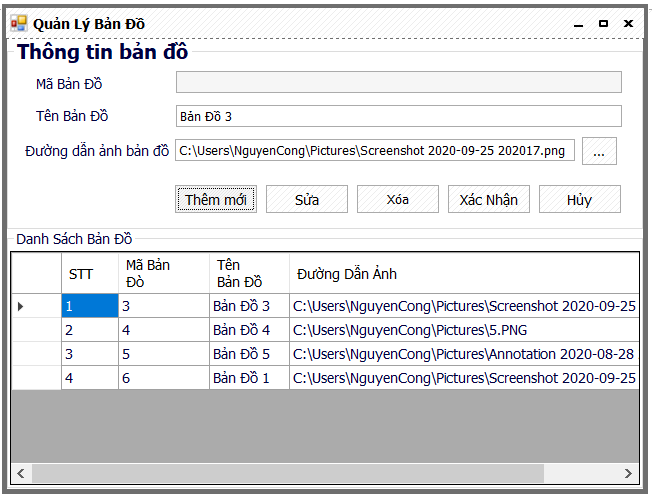 Quản Lý Bản Đồ
Thông tin bản đồ
Mã Bản Đồ
Tên Bản Đồ
Bản Đồ 3
Đường dẫn ảnh bản đồ
C:\Users\NguyenCong\Pictures\Screenshot 2020-09-25 202017.png
...
Thêm mới Sửa Xóa Xác Nhận Hủy
Danh Sách Bản Đồ
STT Mã Bản Đò Tên Bản Đồ Đường Dẫn Ảnh
1 3 Bản Đồ 3 C:\Users\NguyenCong\Pictures\Screenshot 2020-09-25
2 4 Bản Đồ 4 C:\Users\NguyenCong\Pictures\5.PNG
3 5 Bản Đồ 5 C:\Users\NguyenCong\Pictures\Annotation 2020-08-28
4 6 Bản Đồ 1 C:\Users\NguyenCong\Pictures\Screenshot 2020-09-25